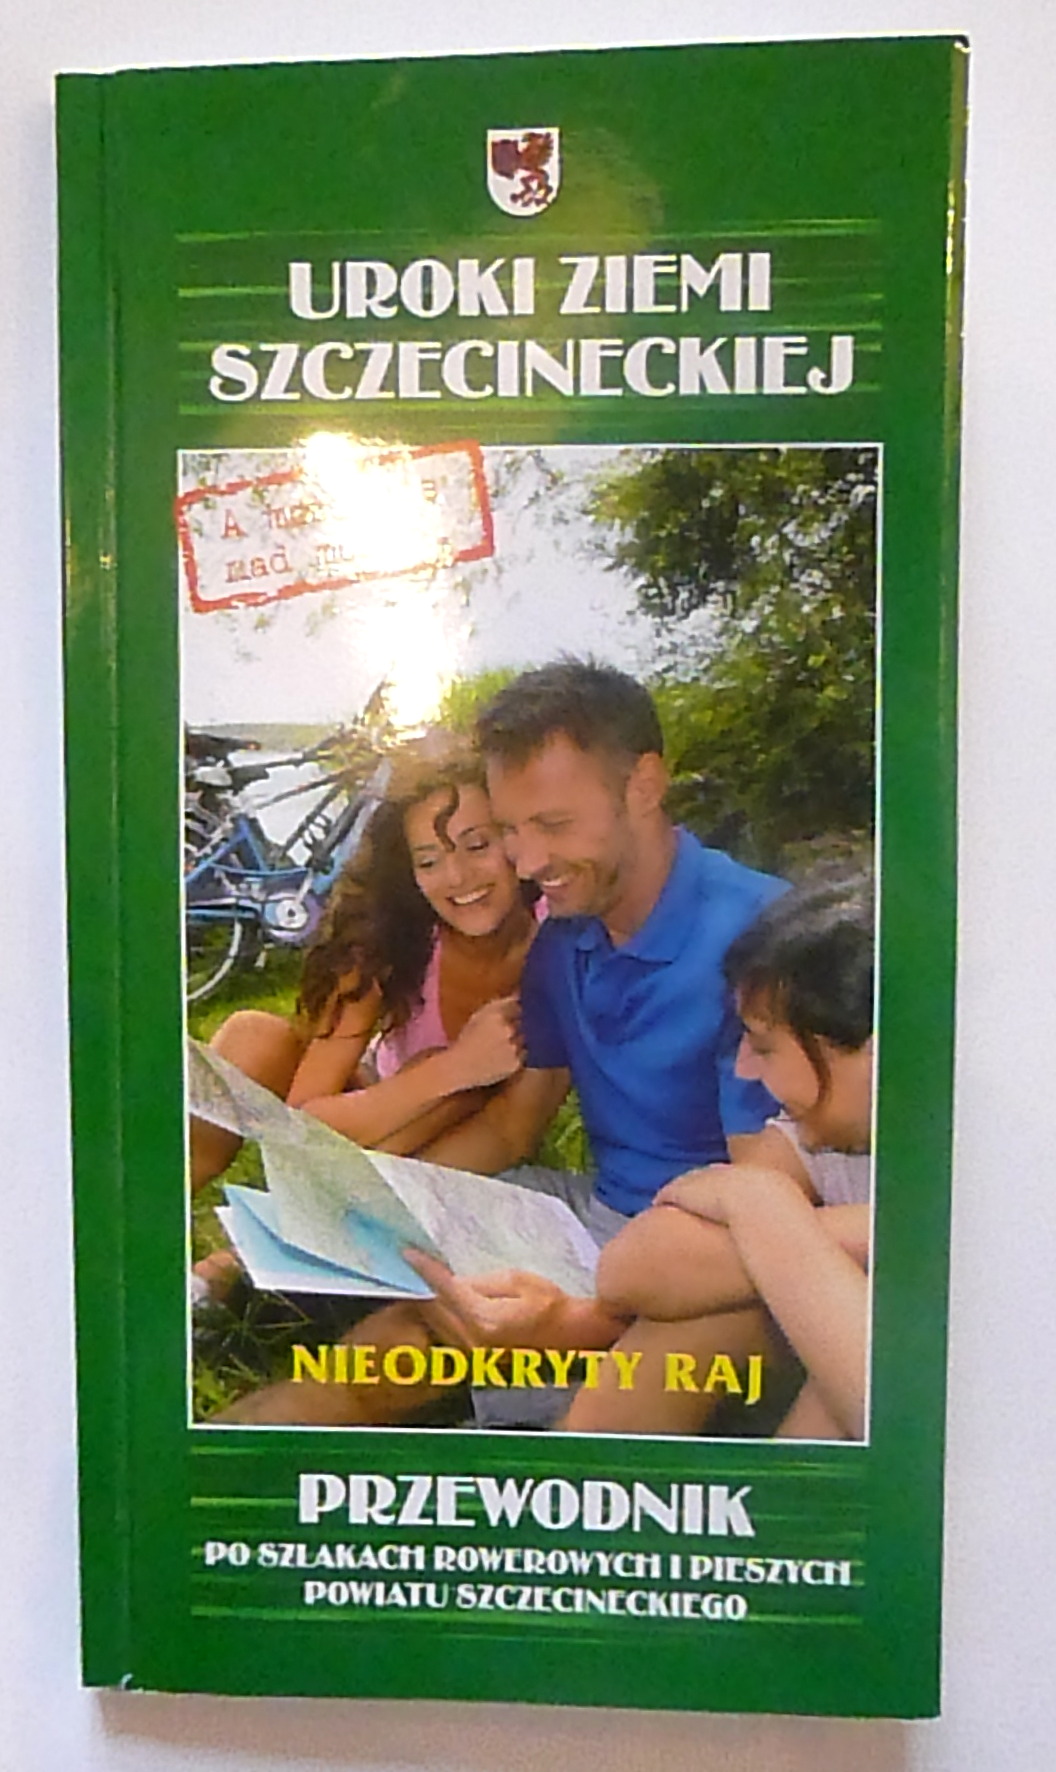 UROKI ZIEMI
SZCZECINECKIEJ
A
nad
NIEODKRYTY RAJ
PRZEWODNIK
PO SZLAKACH ROWEROWYCH I PIESZYCH
POWIATU SZCZECINECKIEGO